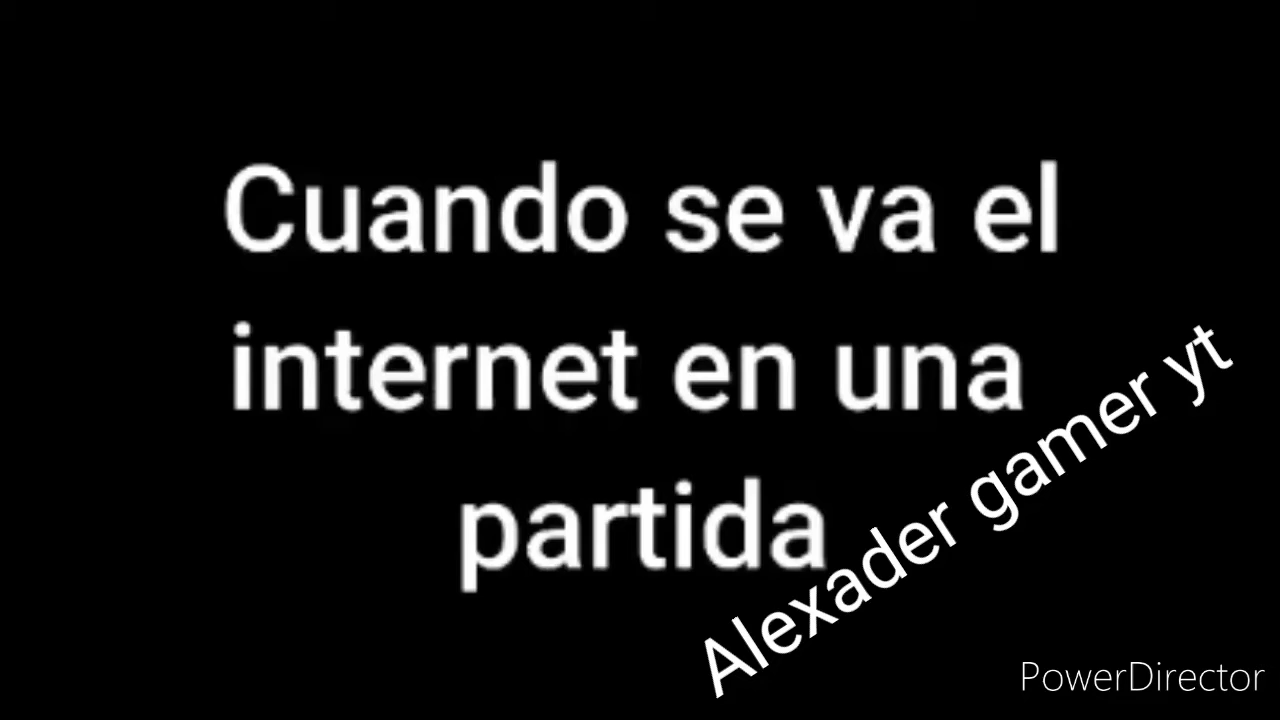 Cuando se va el
internet en una
partida
Alexader gamer yt
PowerDirector